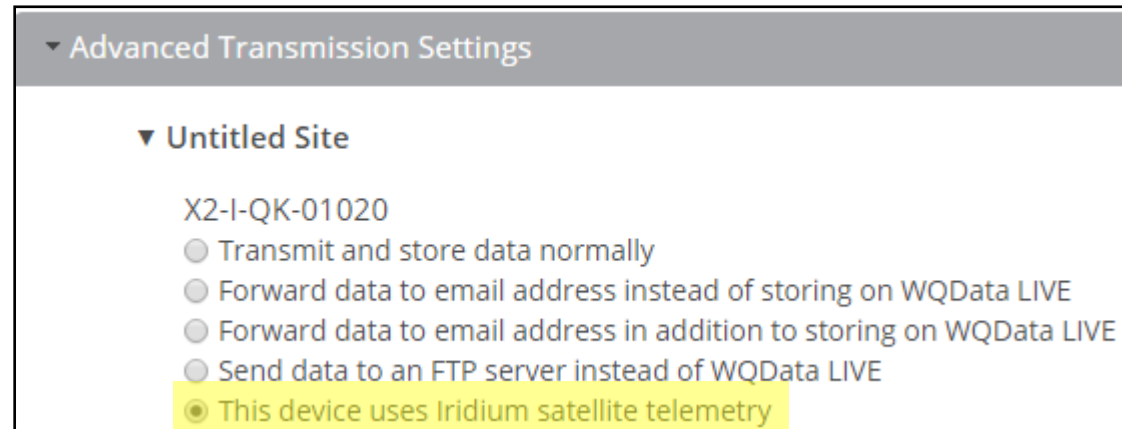 Advanced Transmission Settings
Untitled Site
X2-I-QK-01020
Transmit and store data normally
Forward data to email address instead of storing on WQData LIVE
Forward data to email address in addition to storing on WQData LIVE
Send data to an FTP server instead of WQData LIVE
This device uses Iridium satellite telemetry